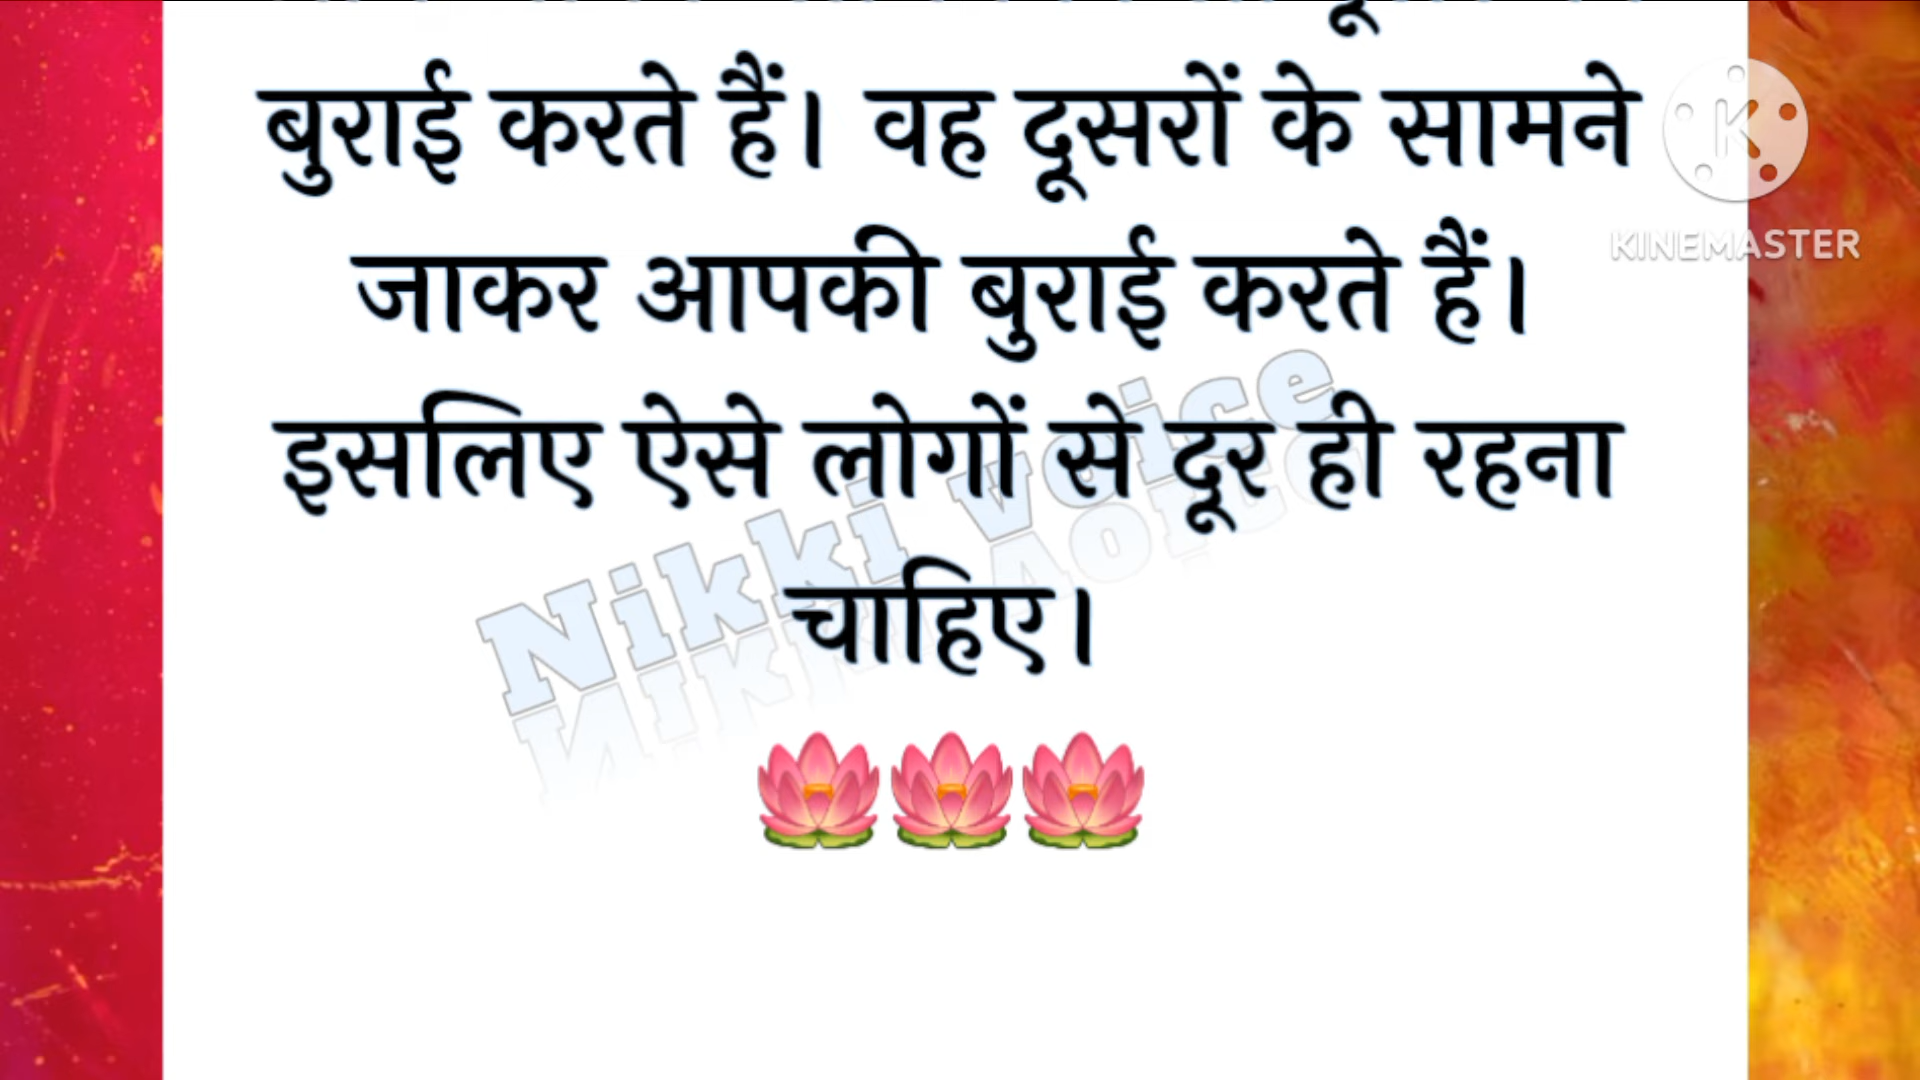 बुराई करते हैं। वह दूसरों के सामने
जाकर आपकी बुराई करते हैं।
इसलिए ऐसे लोगों से दूर ही रहना
चाहिए।
KINEMASTER
Nikki Voice